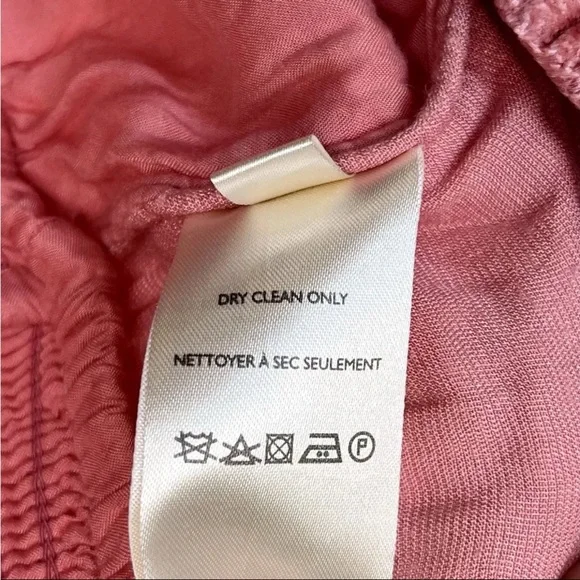 DRY CLEAN ONLY
NETTOYER À SEC SEULEMENT
P